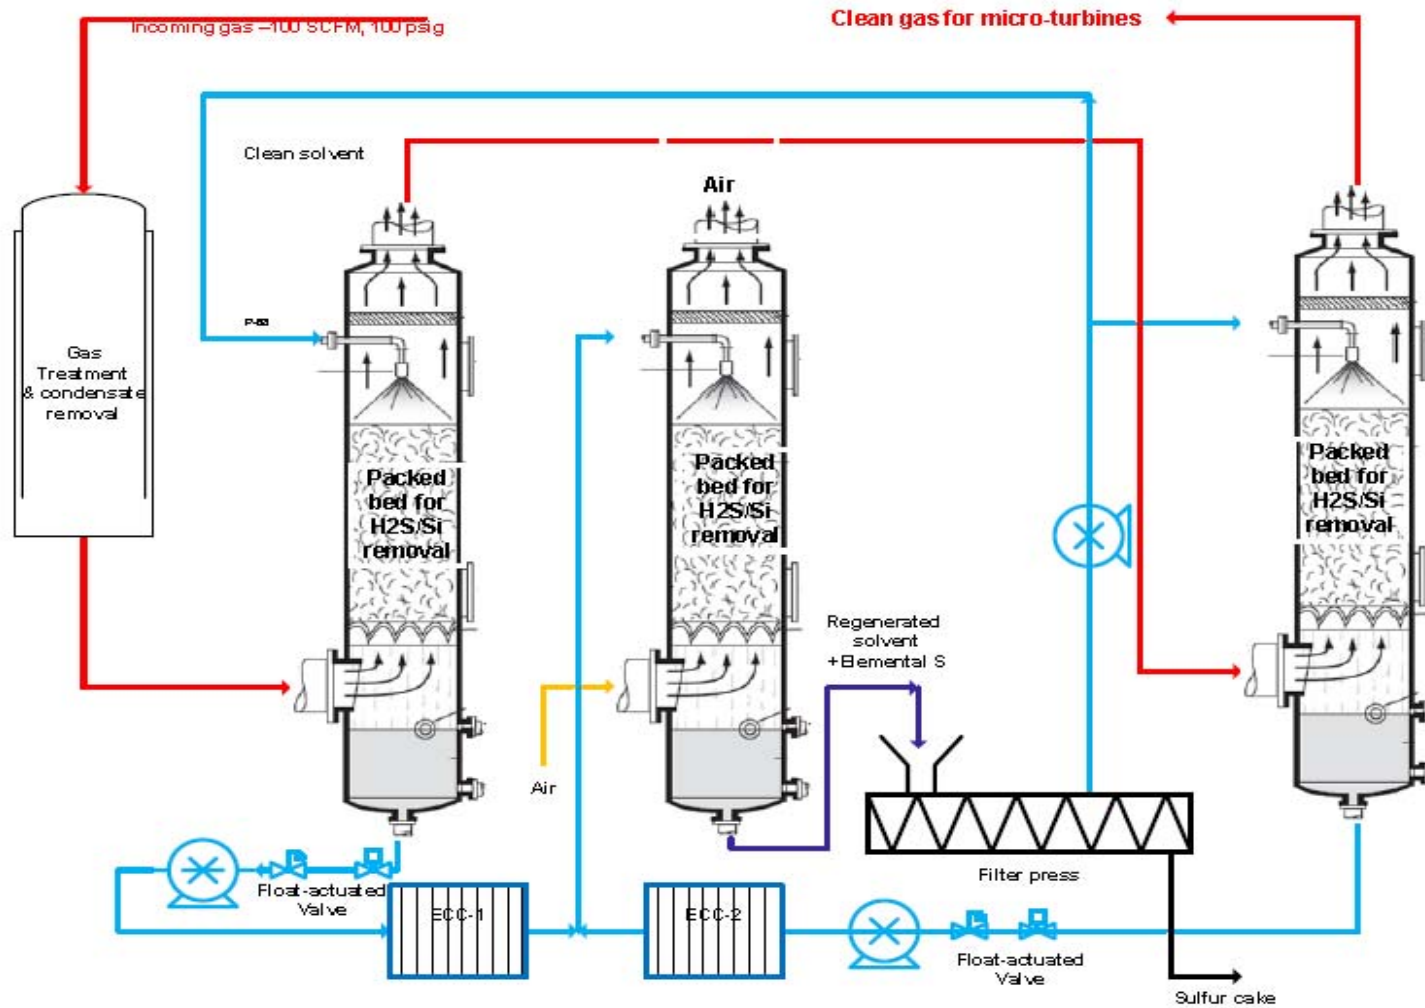 Incoming gas –100 SCFM, 100 psig
Clean gas for micro-turbines
Clean solvent
Air
P-63
Gas
Treatment
& condensate
removal
Packed
bed for
H2S/Si
removal
Packed
bed for
H2S/Si
removal
Packed
bed for
H2S/Si
removal
Regenerated
solvent
+Elemental S
Air
Float-actuated
Valve
ECC-1
ECC-2
Filter press
Float-actuated
Valve
Sulfur cake